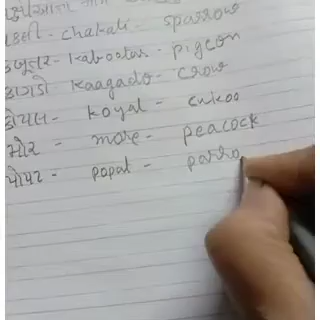 નામ
ચકલી - chakali - sparrow
કબુતર - kabootar - pigeon
કાગડો kaagado - crow
કોયલ - koyal - cukoo
મોર - more - peacock
પોપટ - popat - parro